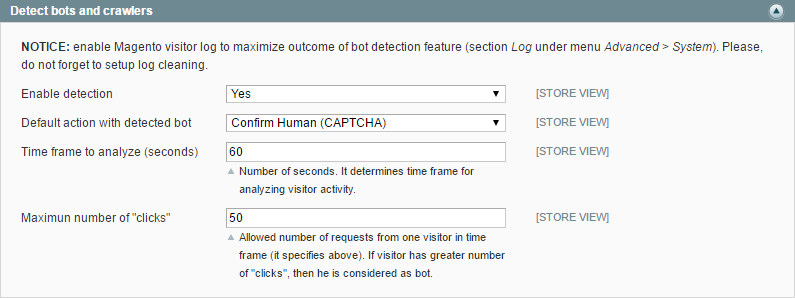 Detect bots and crawlers
NOTICE: enable Magento visitor log to maximize outcome of bot detection feature (section Log under menu Advanced > System). Please,
do not forget to setup log cleaning.
Enable detection Yes [STORE VIEW]
Default action with detected bot Confirm Human (CAPTCHA) [STORE VIEW]
Time frame to analyze (seconds) 60 [STORE VIEW]
Number of seconds. It determines time frame for
analyzing visitor activity.
Maximun number of "clicks" 50 [STORE VIEW]
Allowed number of requests from one visitor in time
frame (it specifies above). If visitor has greater number
of "clicks", then he is considered as bot.